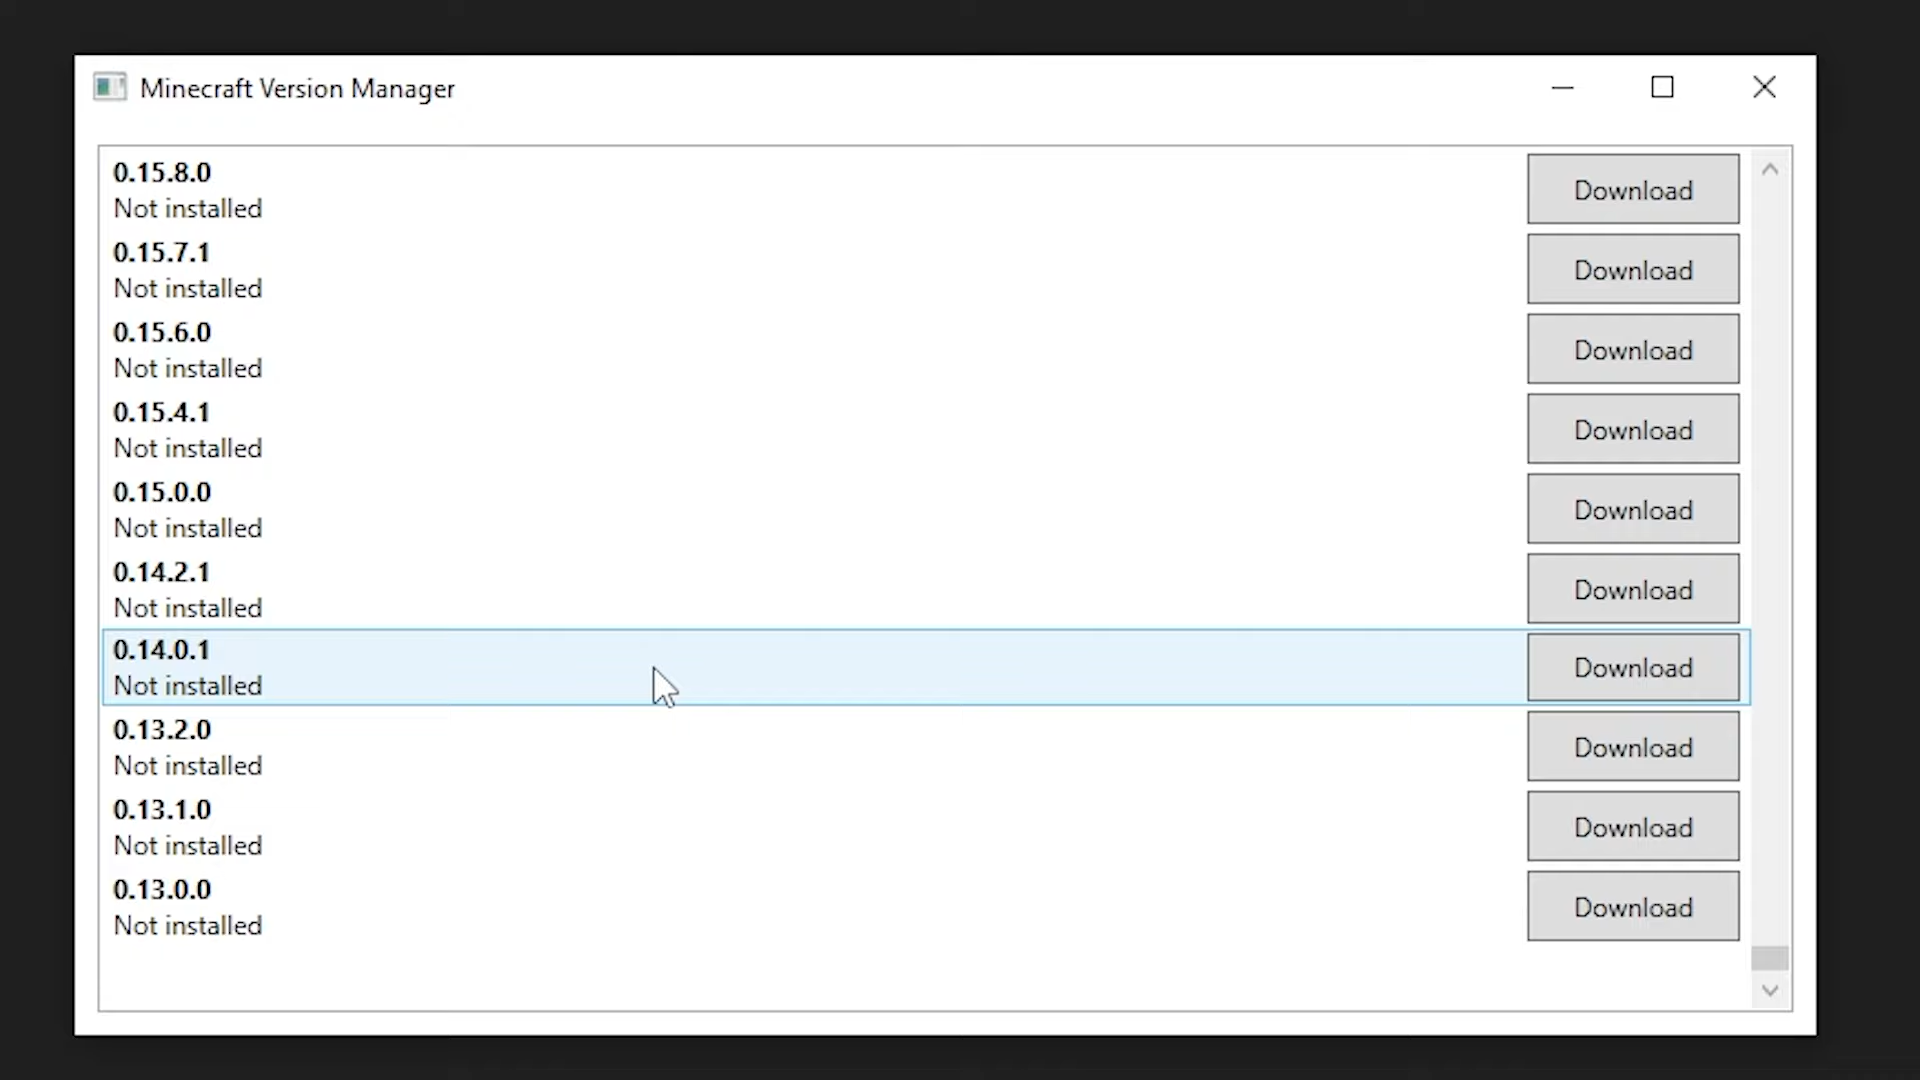 Minecraft Version Manager
0.15.8.0
Not installed
Download
0.15.7.1
Not installed
Download
0.15.6.0
Not installed
Download
0.15.4.1
Not installed
Download
0.15.0.0
Not installed
Download
0.14.2.1
Not installed
Download
0.14.0.1
Not installed
Download
0.13.2.0
Not installed
Download
0.13.1.0
Not installed
Download
0.13.0.0
Not installed
Download